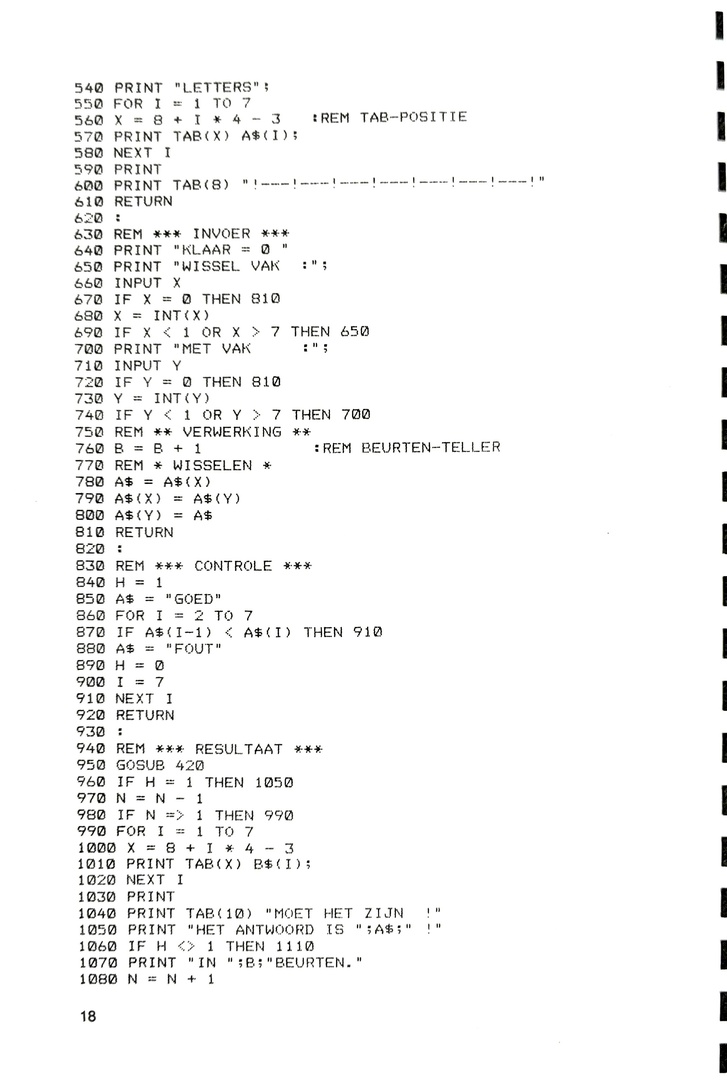 540 PRINT "LETTERS";
550 FOR I = 1 TO 7
560 X = 8 + I * 4 - 3    :REM TAB-POSITIE
570 PRINT TAB(X) A$(I);
580 NEXT I
590 PRINT
600 PRINT TAB(8) "!---!---!---!---!---!---!---!"
610 RETURN
620 :
630 REM *** INVOER ***
640 PRINT "KLAAR = 0 "
650 PRINT "WISSEL VAK  :";
660 INPUT X
670 IF X = 0 THEN 810
680 X = INT(X)
690 IF X < 1 OR X > 7 THEN 650
700 PRINT "MET VAK     :";
710 INPUT Y
720 IF Y = 0 THEN 810
730 Y = INT(Y)
740 IF Y < 1 OR Y > 7 THEN 700
750 REM ** VERWERKING **
760 B = B + 1            :REM BEURTEN-TELLER
770 REM * WISSELEN *
780 A$ = A$(X)
790 A$(X) = A$(Y)
800 A$(Y) = A$
810 RETURN
820 :
830 REM *** CONTROLE ***
840 H = 1
850 A$ = "GOED"
860 FOR I = 2 TO 7
870 IF A$(I-1) < A$(I) THEN 910
880 A$ = "FOUT"
890 H = 0
900 I = 7
910 NEXT I
920 RETURN
930 :
940 REM *** RESULTAAT ***
950 GOSUB 420
960 IF H = 1 THEN 1050
970 N = N - 1
980 IF N => 1 THEN 990
990 FOR I = 1 TO 7
1000 X = 8 + I * 4 - 3
1010 PRINT TAB(X) B$(I);
1020 NEXT I
1030 PRINT
1040 PRINT TAB(10) "MOET HET ZIJN  !"
1050 PRINT "HET ANTWOORD IS ";A$;" !"
1060 IF H <> 1 THEN 1110
1070 PRINT "IN ";B;"BEURTEN."
1080 N = N + 1
18